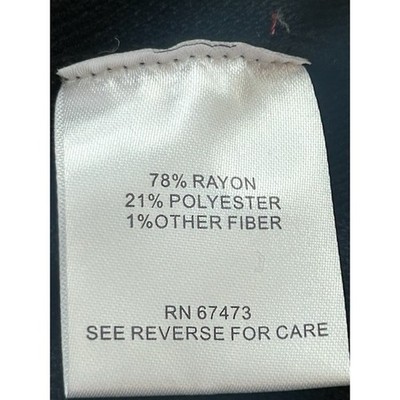 78% RAYON
21% POLYESTER
1%OTHER FIBER
RN 67473
SEE REVERSE FOR CARE